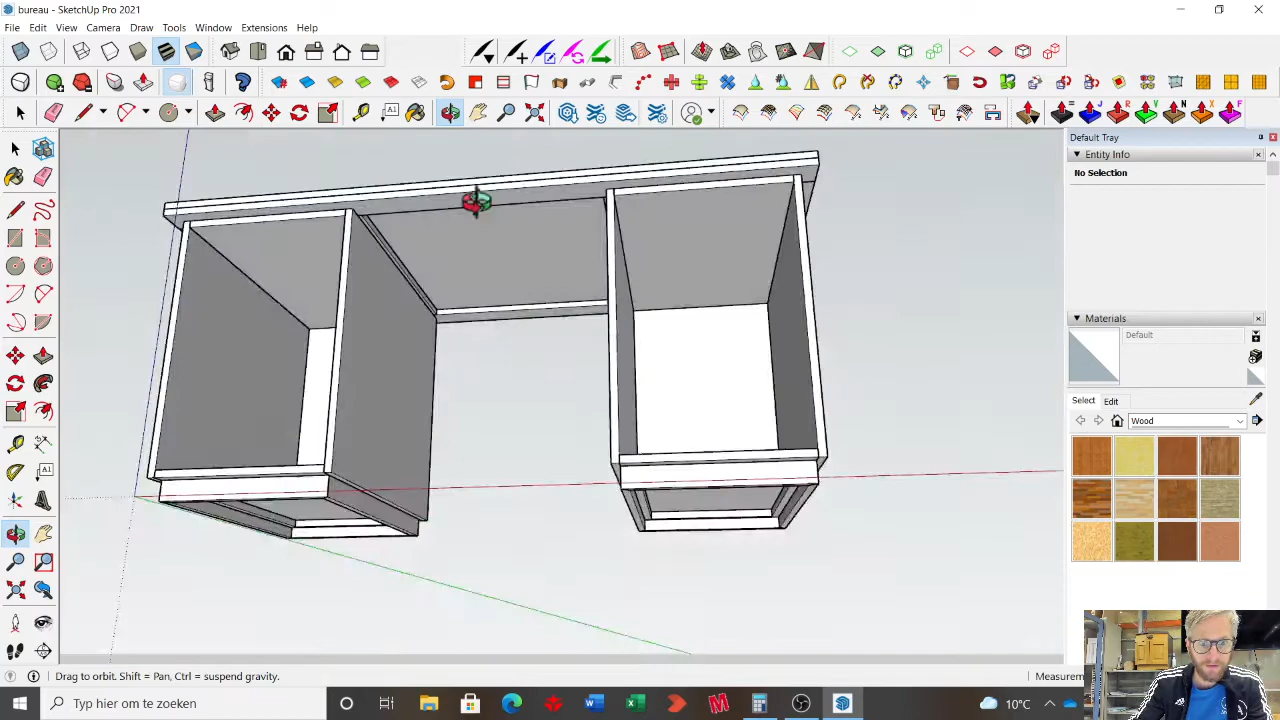 bureau - SketchUp Pro 2021
File Edit View Camera Draw Tools Window Extensions Help
A1
= J R V N X F
Default Tray
Entity Info
No Selection
Materials
Default
Select Edit
Wood
A1
Drag to orbit. Shift = Pan, Ctrl = suspend gravity.
Measurem
Typ hier om te zoeken
10°C